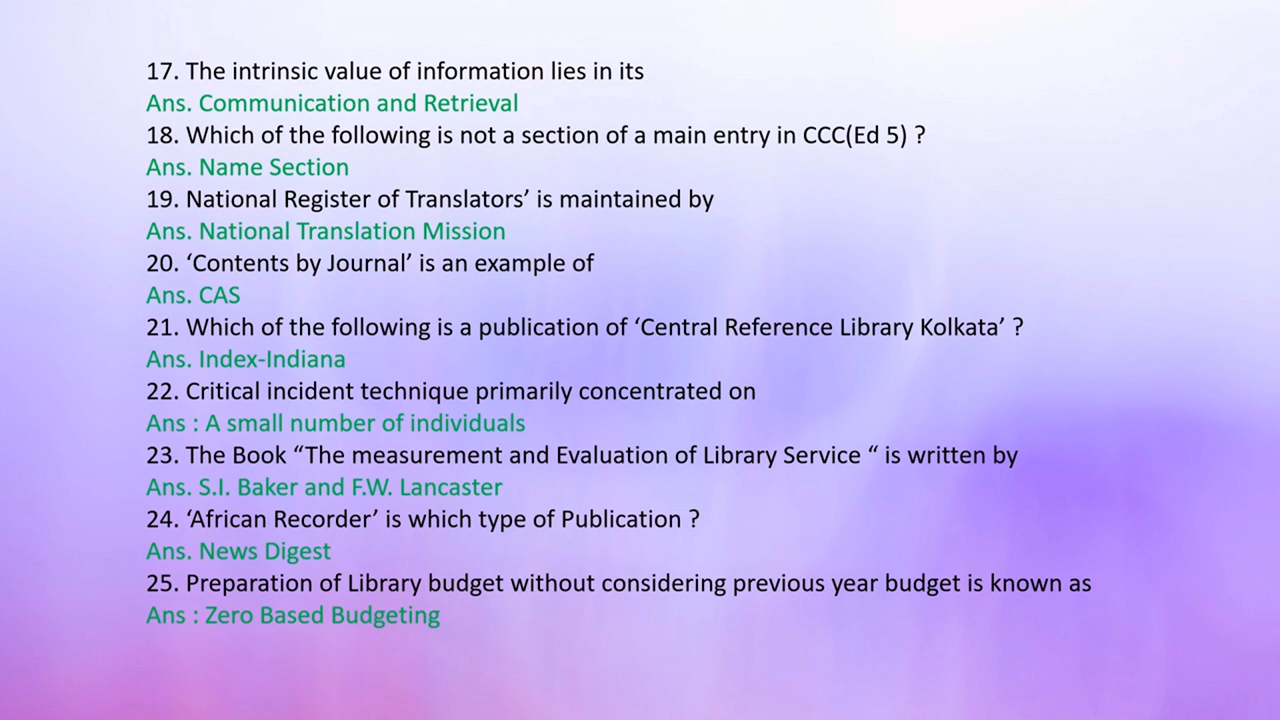 17. The intrinsic value of information lies in its
Ans. Communication and Retrieval
18. Which of the following is not a section of a main entry in CCC(Ed 5) ?
Ans. Name Section
19. National Register of Translators’ is maintained by
Ans. National Translation Mission
20. ‘Contents by Journal’ is an example of
Ans. CAS
21. Which of the following is a publication of ‘Central Reference Library Kolkata’ ?
Ans. Index-Indiana
22. Critical incident technique primarily concentrated on
Ans : A small number of individuals
23. The Book “The measurement and Evaluation of Library Service “ is written by
Ans. S.I. Baker and F.W. Lancaster
24. ‘African Recorder’ is which type of Publication ?
Ans. News Digest
25. Preparation of Library budget without considering previous year budget is known as
Ans : Zero Based Budgeting